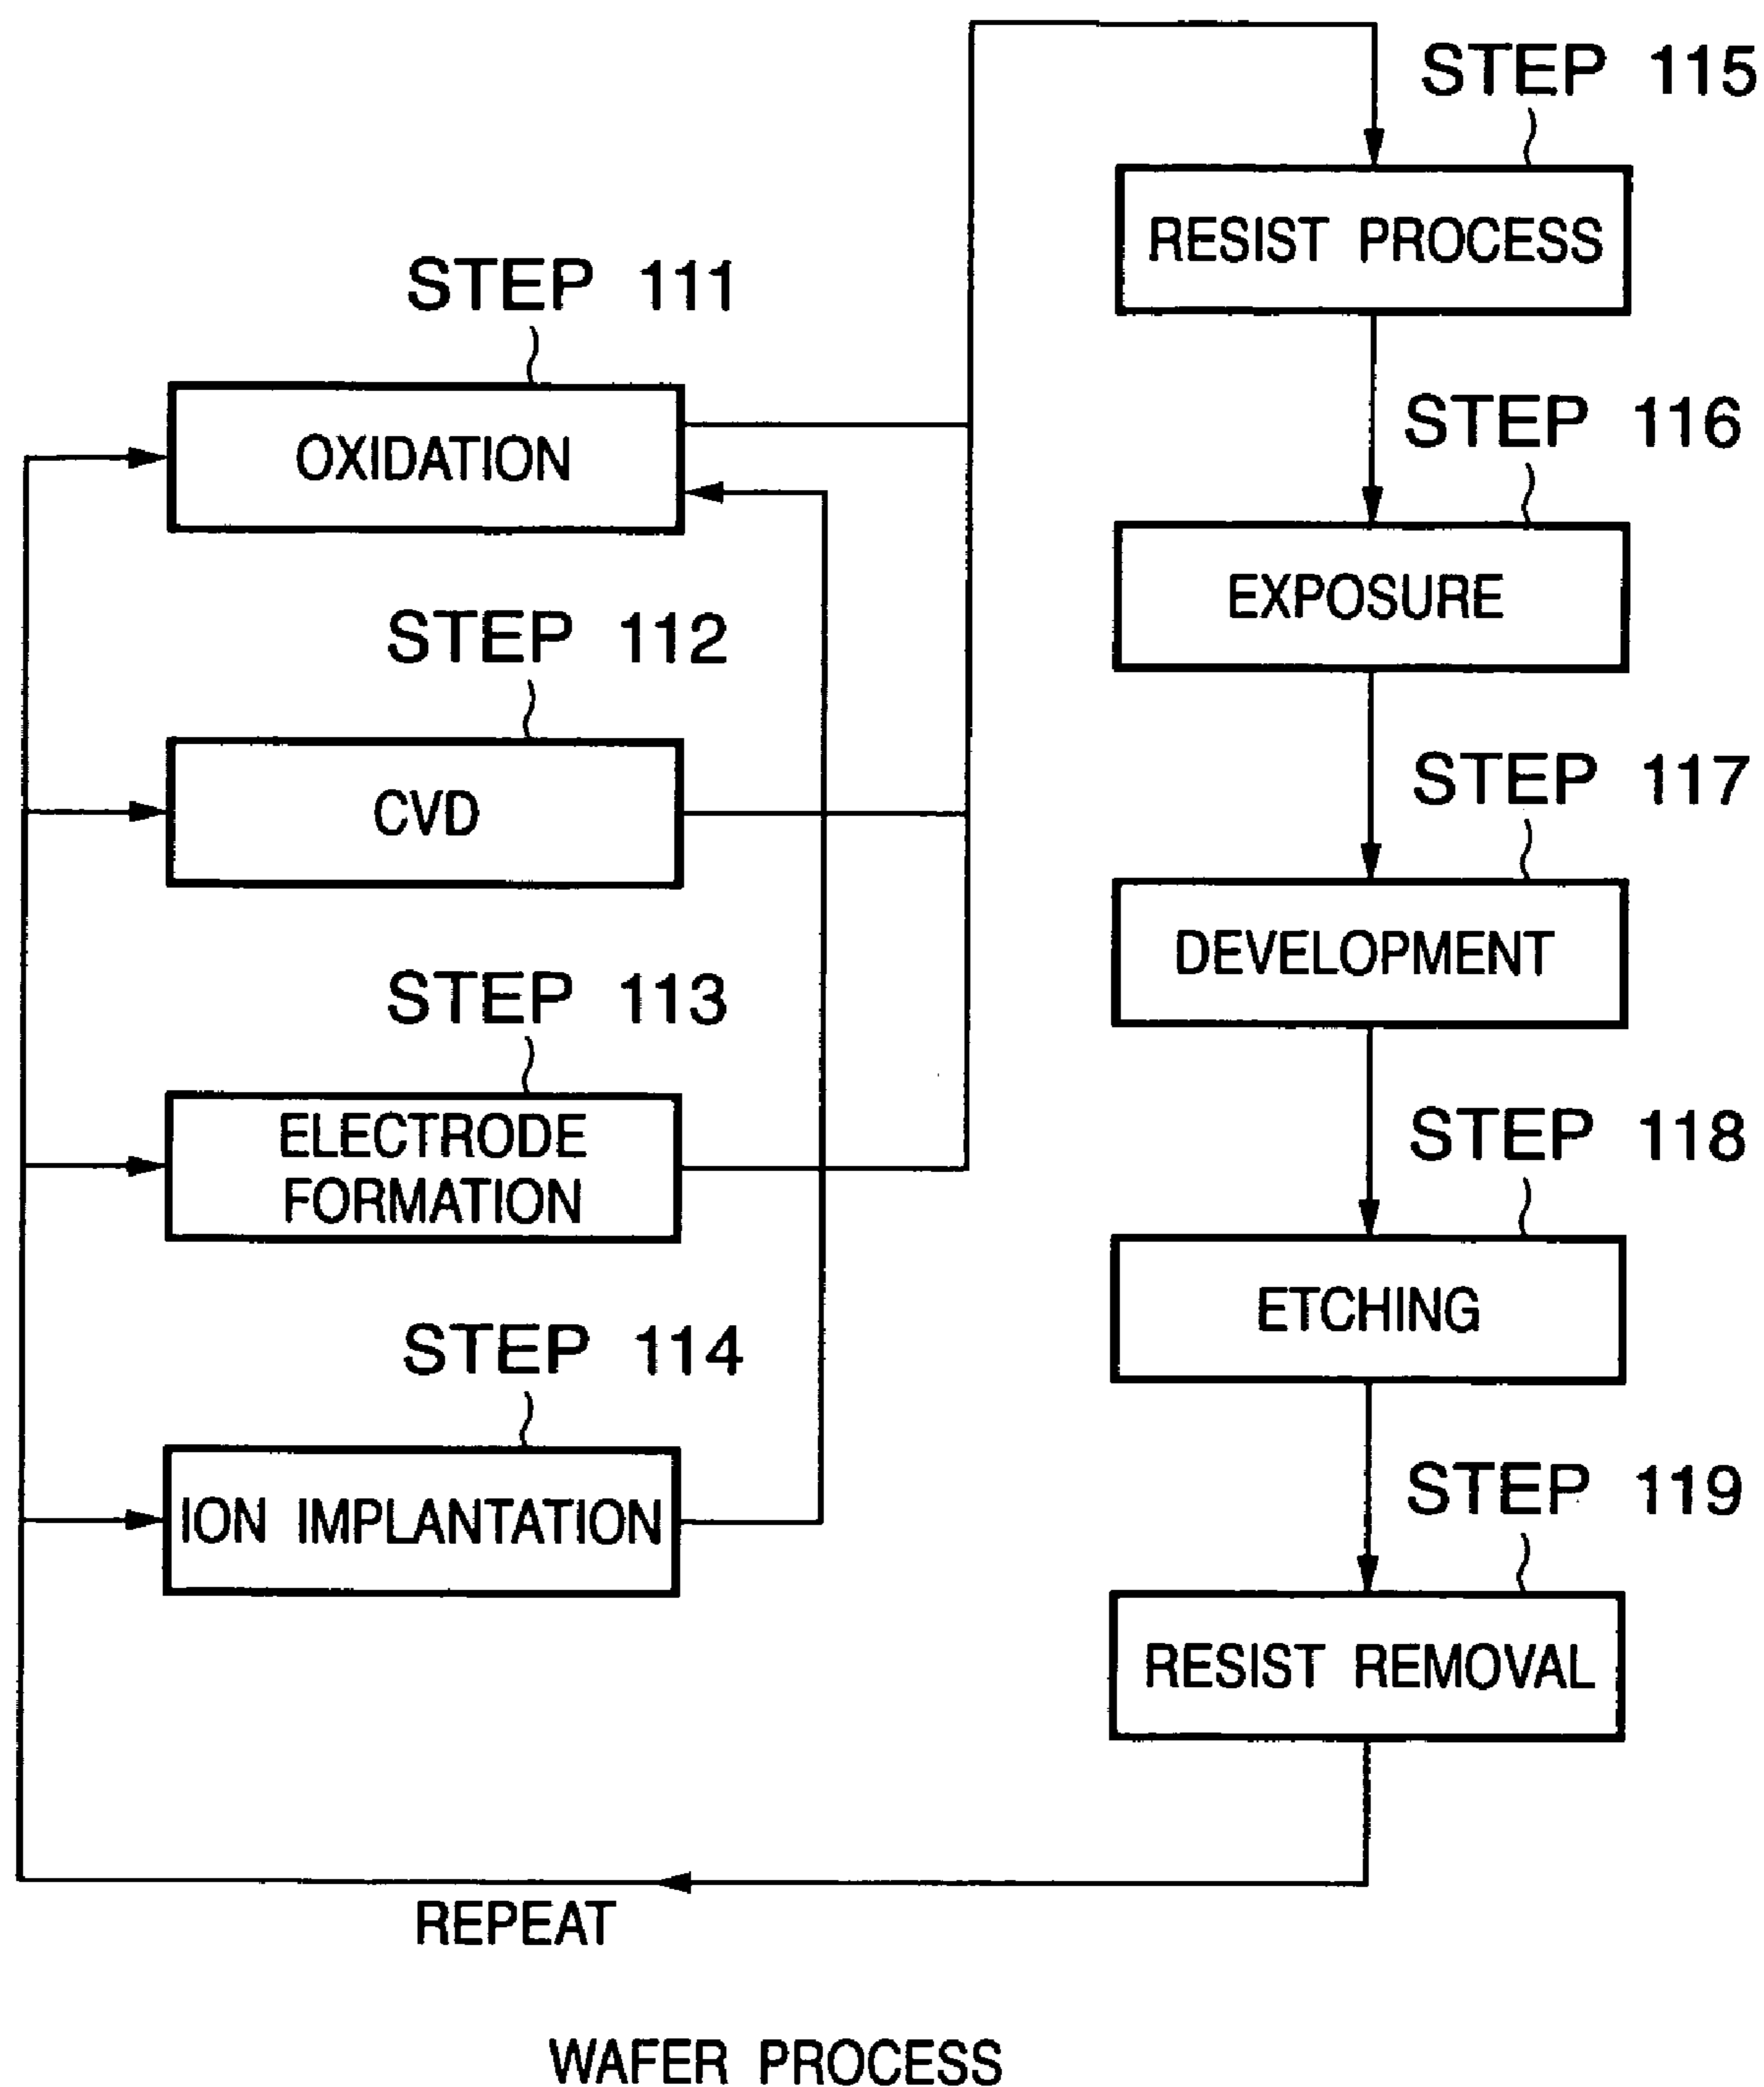 STEP 111
OXIDATION
STEP 112
CVD
STEP 113
ELECTRODE
FORMATION
STEP 114
ION IMPLANTATION
STEP 115
RESIST PROCESS
STEP 116
EXPOSURE
STEP 117
DEVELOPMENT
STEP 118
ETCHING
STEP 119
RESIST REMOVAL
REPEAT
WAFER PROCESS